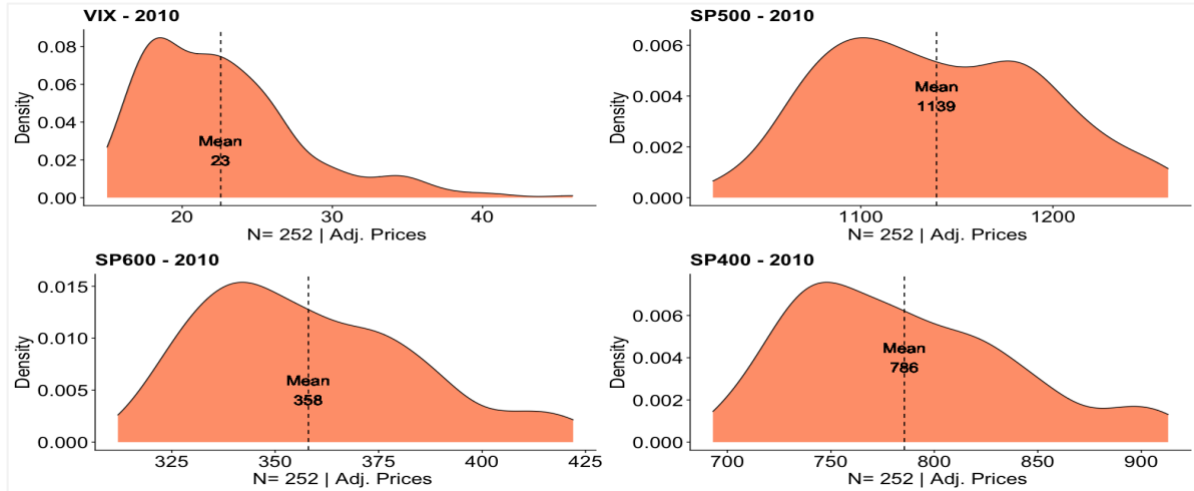 VIX - 2010
Density
0.08
0.06
0.04
0.02
0.00
Mean
23
20 30 40
N= 252 | Adj. Prices
SP500 - 2010
Density
0.006
0.004
0.002
0.000
Mean
1139
1100 1200
N= 252 | Adj. Prices
SP600 - 2010
Density
0.015
0.010
0.005
0.000
Mean
358
325 350 375 400 425
N= 252 | Adj. Prices
SP400 - 2010
Density
0.006
0.004
0.002
0.000
Mean
786
700 750 800 850 900
N= 252 | Adj. Prices